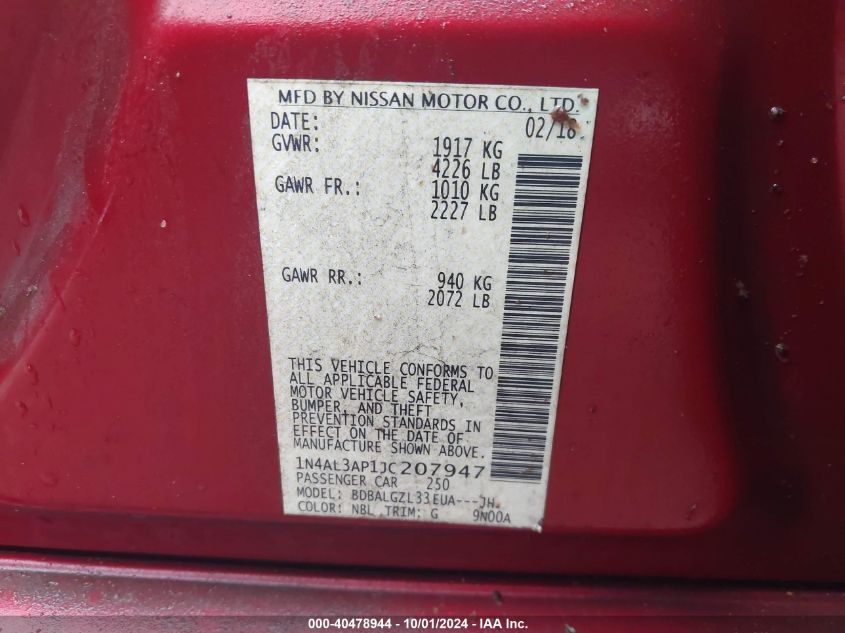 MFD BY NISSAN MOTOR CO., LTD.
DATE: 02/18
GVWR: 1917 KG
4226 LB
GAWR FR.: 1010 KG
2227 LB
GAWR RR.: 940 KG
2072 LB
THIS VEHICLE CONFORMS TO
ALL APPLICABLE FEDERAL
MOTOR VEHICLE SAFETY,
BUMPER, AND THEFT
PREVENTION STANDARDS IN
EFFECT ON THE DATE OF
MANUFACTURE SHOWN ABOVE.
1N4AL3AP1JC207947
PASSENGER CAR 250
MODEL: BDBALGZL33EUA---JH
COLOR: NBL TRIM: G 9N00A
000-40478944 - 10/01/2024 - IAA Inc.